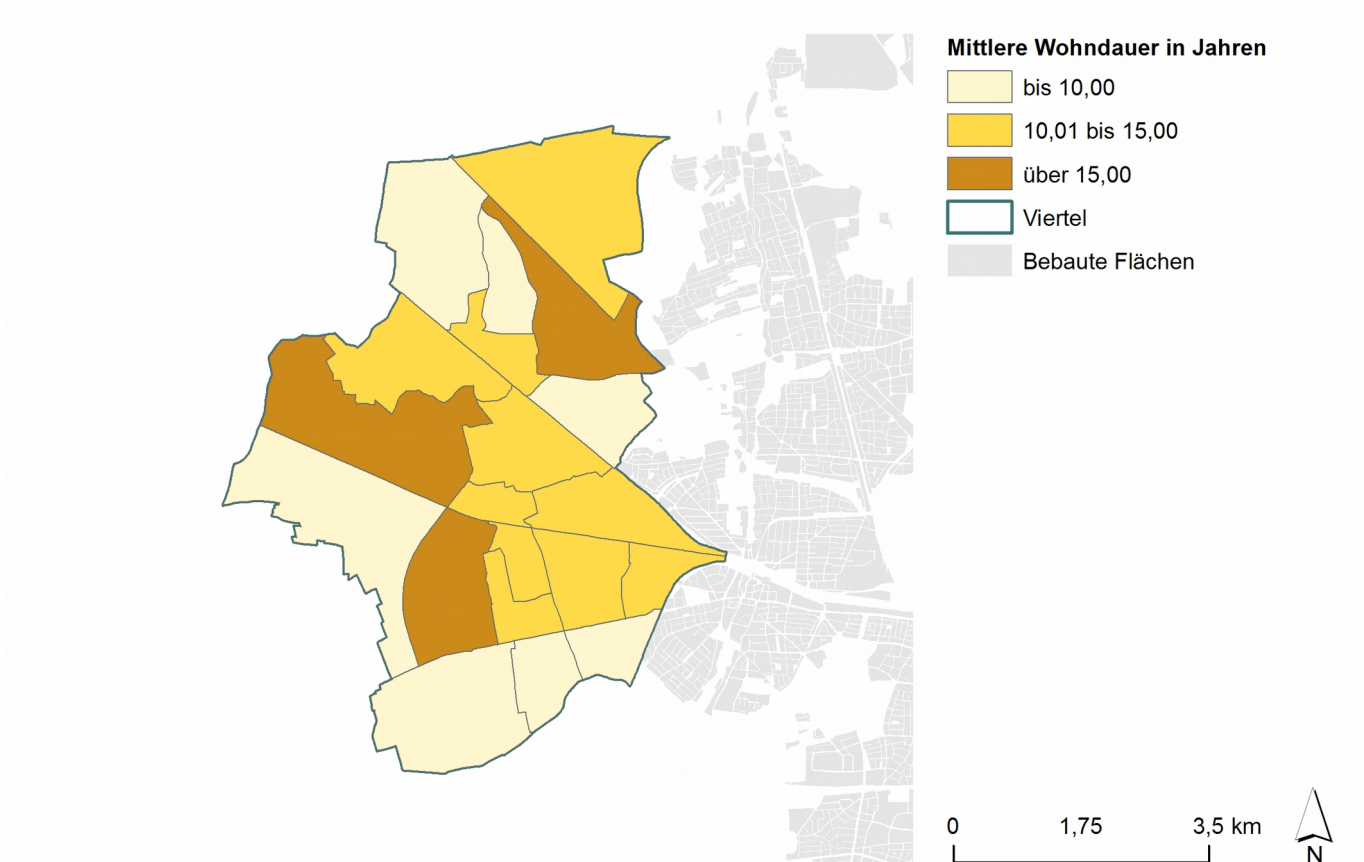 Mittlere Wohndauer in Jahren
bis 10,00
10,01 bis 15,00
über 15,00
Viertel
Bebaute Flächen
0 1,75 3,5 km
N